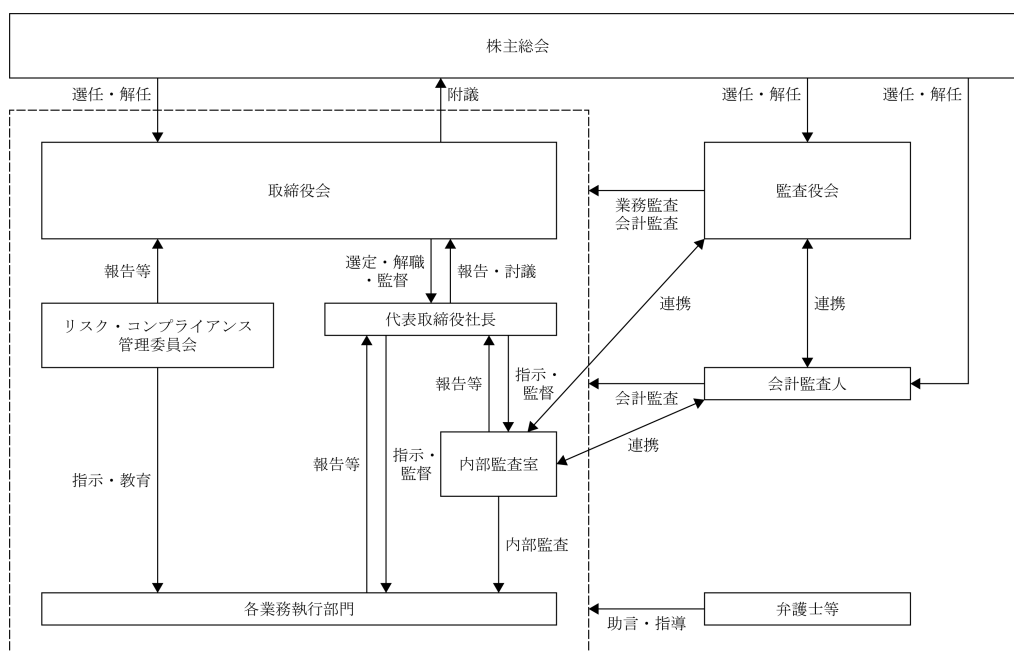 株主総会
選任・解任
附議
選任・解任
選任・解任
取締役会
監査役会
業務監査
会計監査
報告等
選定・解職
・監督
報告・討議
連携
連携
リスク・コンプライアンス
管理委員会
代表取締役社長
会計監査人
会計監査
報告等
指示・
監督
連携
指示・教育
報告等
指示・
監督
内部監査室
内部監査
各業務執行部門
弁護士等
助言・指導